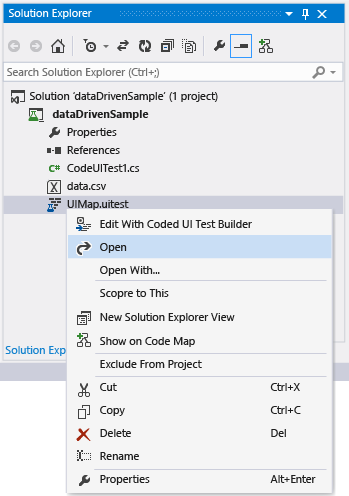 Solution Explorer
Search Solution Explorer (Ctrl+;)
Solution 'dataDrivenSample' (1 project)
dataDrivenSample
Properties
References
C# CodeUITest1.cs
data.csv
UIMap.uitest
Edit With Coded UI Test Builder
Open
Open With...
Scopre to This
New Solution Explorer View
Show on Code Map
Solution Exp
Exclude From Project
Cut Ctrl+X
Copy Ctrl+C
Delete Del
Rename
Properties Alt+Enter